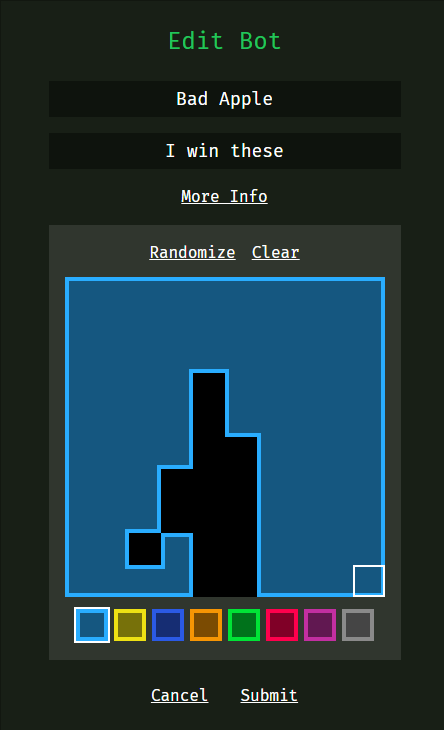 Edit Bot
Bad Apple
I win these
More Info
Randomize Clear
Cancel Submit